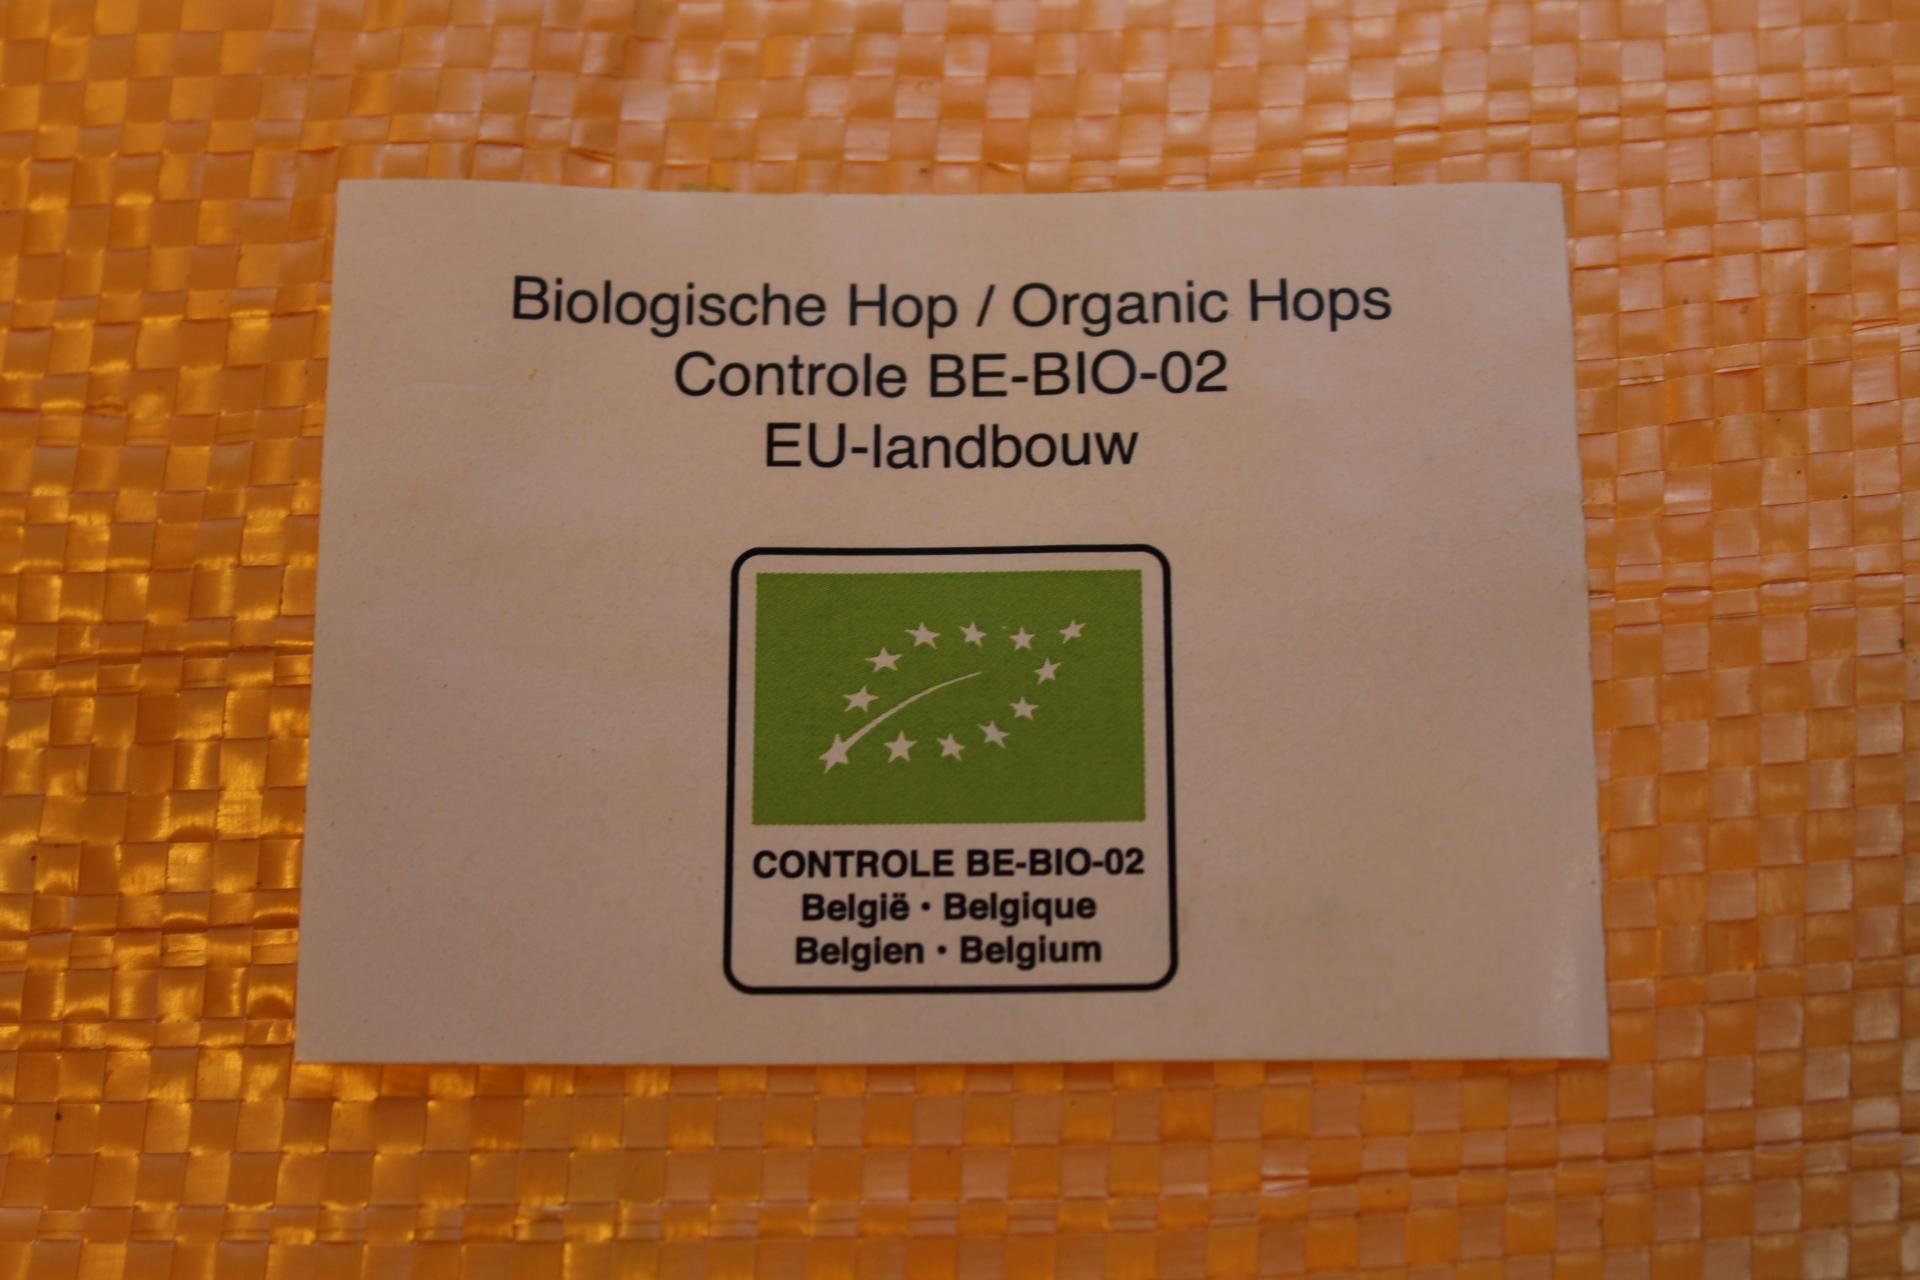 Biologische Hop / Organic Hops
Controle BE-BIO-02
EU-landbouw
CONTROLE BE-BIO-02
België • Belgique
Belgien • Belgium